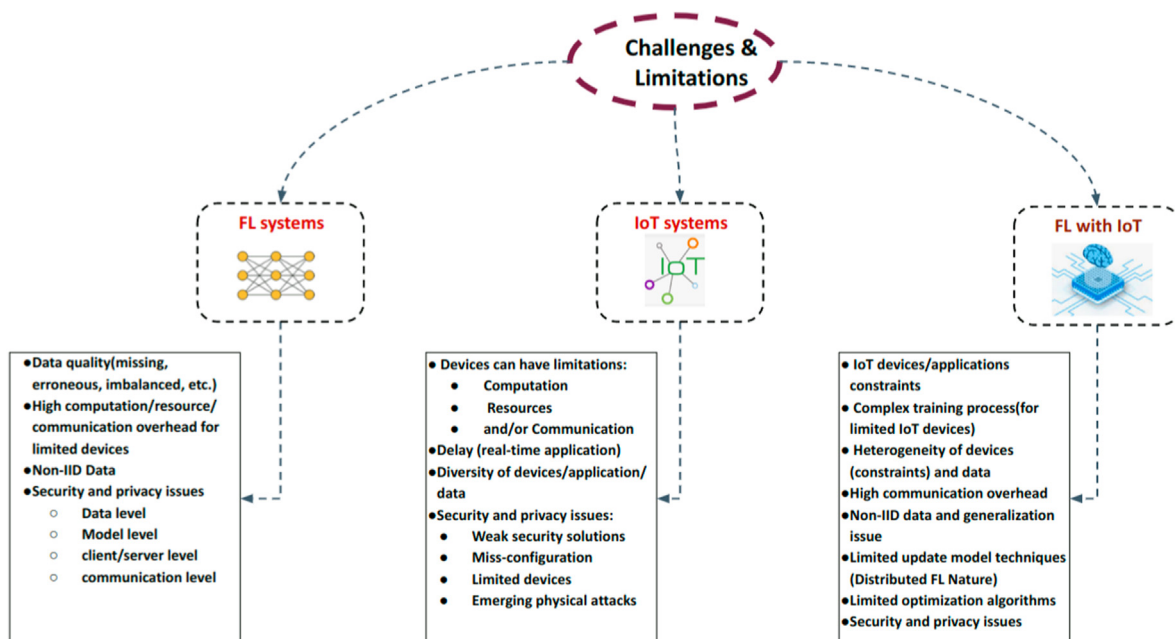 Challenges &
Limitations
FL systems
IoT systems
IoT
FL with IoT
●Data quality(missing,
erroneous, imbalanced, etc.)
●High computation/resource/
communication overhead for
limited devices
●Non-IID Data
●Security and privacy issues
○ Data level
○ Model level
○ client/server level
○ communication level
● Devices can have limitations:
● Computation
● Resources
● and/or Communication
●Delay (real-time application)
●Diversity of devices/application/
data
●Security and privacy issues:
● Weak security solutions
● Miss-configuration
● Limited devices
● Emerging physical attacks
● IoT devices/applications
constraints
● Complex training process(for
limited IoT devices)
● Heterogeneity of devices
(constraints) and data
●High communication overhead
●Non-IID data and generalization
issue
●Limited update model techniques
(Distributed FL Nature)
●Limited optimization algorithms
●Security and privacy issues